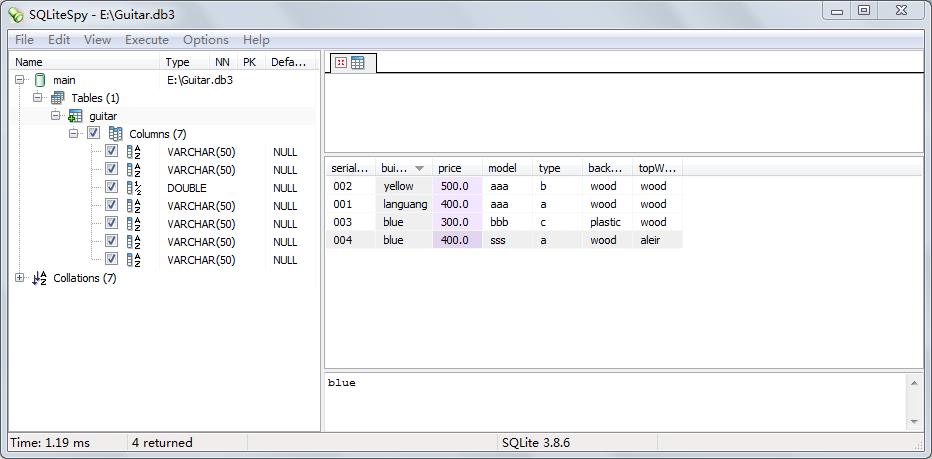 SQLiteSpy - E:\Guitar.db3
File Edit View Execute Options Help
Name Type NN PK Defa...
main E:\Guitar.db3
Tables (1)
guitar
Columns (7)
VARCHAR(50) NULL
VARCHAR(50) NULL
DOUBLE NULL
VARCHAR(50) NULL
VARCHAR(50) NULL
VARCHAR(50) NULL
VARCHAR(50) NULL
Collations (7)
serial... bui... price model type back... topW...
002 yellow 500.0 aaa b wood wood
001 languang 400.0 aaa a wood wood
003 blue 300.0 bbb c plastic wood
004 blue 400.0 sss a wood aleir
blue
Time: 1.19 ms 4 returned SQLite 3.8.6